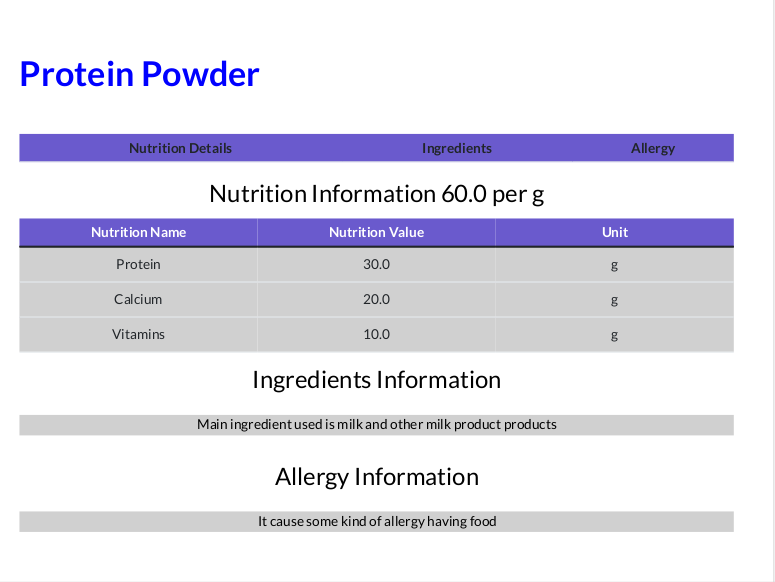 Protein Powder
Nutrition Details Ingredients Allergy
Nutrition Information 60.0 per g
Nutrition Name Nutrition Value Unit
Protein 30.0 g
Calcium 20.0 g
Vitamins 10.0 g
Ingredients Information
Main ingredient used is milk and other milk product products
Allergy Information
It cause some kind of allergy having food